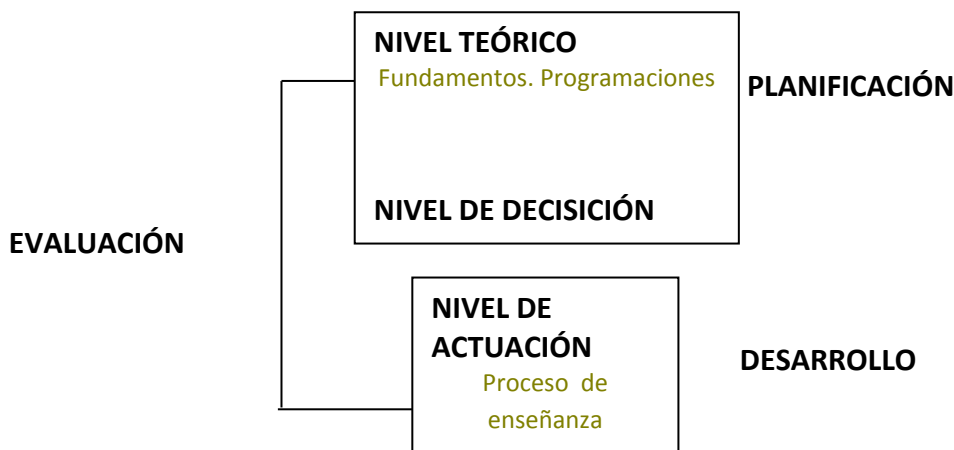 NIVEL TEÓRICO
Fundamentos. Programaciones
PLANIFICACIÓN
NIVEL DE DECISICIÓN
EVALUACIÓN
NIVEL DE
ACTUACIÓN
DESARROLLO
Proceso de
enseñanza